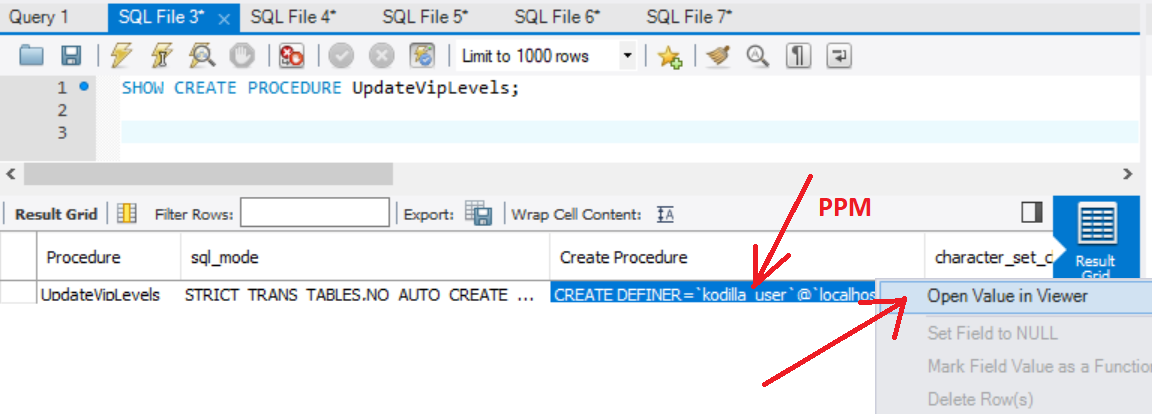 Query 1 SQL File 3* SQL File 4* SQL File 5* SQL File 6* SQL File 7*
Limit to 1000 rows
1 SHOW CREATE PROCEDURE UpdateVipLevels;
2
3
PPM
Result Grid Filter Rows: Export: Wrap Cell Content:
Procedure sql_mode Create Procedure character_set_c
Result
Grid
UpdateVipLevels STRICT_TRANS_TABLES,NO_AUTO_CREATE_... CREATE DEFINER=`kodilla_user`@`localhos
Open Value in Viewer
Set Field to NULL
Mark Field Value as a Function
Delete Row(s)